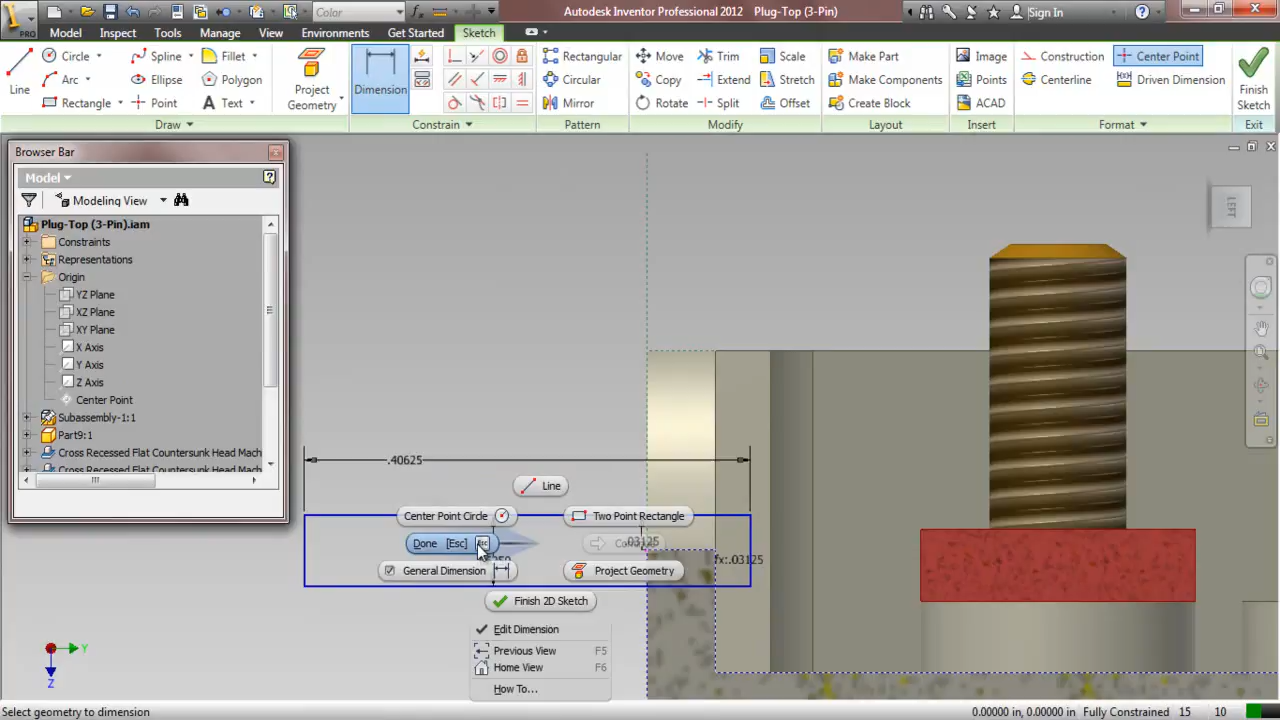 PRO
Color
fx
Autodesk Inventor Professional 2012 Plug-Top (3-Pin)
Sign In
Model Inspect Tools Manage View Environments Get Started Sketch
Line
Circle
Arc
Rectangle
Spline
Ellipse
Point
Fillet
Polygon
Text
Project
Geometry
Dimension
Rectangular
Circular
Mirror
Move
Copy
Rotate
Trim
Extend
Split
Scale
Stretch
Offset
Make Part
Make Components
Create Block
Image
Points
ACAD
Construction
Centerline
Center Point
Driven Dimension
Finish
Sketch
Draw
Constrain
Pattern
Modify
Layout
Insert
Format
Exit
Browser Bar
Model
Modeling View
Plug-Top (3-Pin).iam
Constraints
Representations
Origin
YZ Plane
XZ Plane
XY Plane
X Axis
Y Axis
Z Axis
Center Point
Subassembly-1:1
Part9:1
Cross Recessed Flat Countersunk Head Mach
Cross Recessed Flat Countersunk Head Mach
LEFT
.40625
Line
Center Point Circle
Two Point Rectangle
Done [Esc]
.03125
fx:.03125
General Dimension
Project Geometry
Finish 2D Sketch
Edit Dimension
Previous View F5
Home View F6
How To...
Y
Z
Select geometry to dimension
0.00000 in, 0.00000 in Fully Constrained 15 10